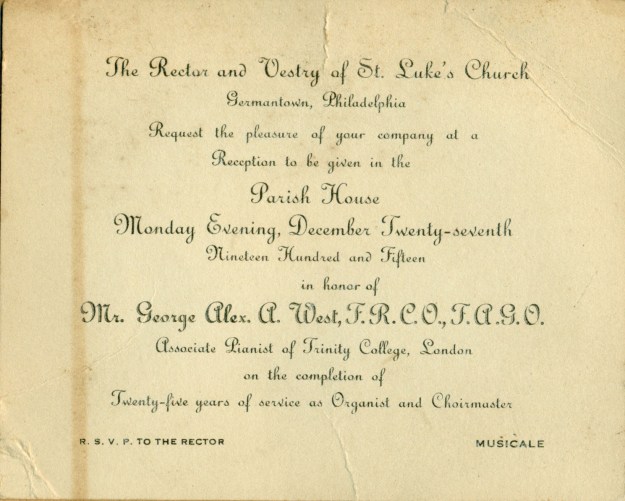 The Rector and Vestry of St. Luke's Church
Germantown, Philadelphia
Request the pleasure of your company at a
Reception to be given in the
Parish House
Monday Evening, December Twenty-seventh
Nineteen Hundred and Fifteen
in honor of
Mr. George Alex. A. West, F.R.C.O., F.A.G.O.
Associate Pianist of Trinity College, London
on the completion of
Twenty-five years of service as Organist and Choirmaster
R. S. V. P. TO THE RECTOR
MUSICALE